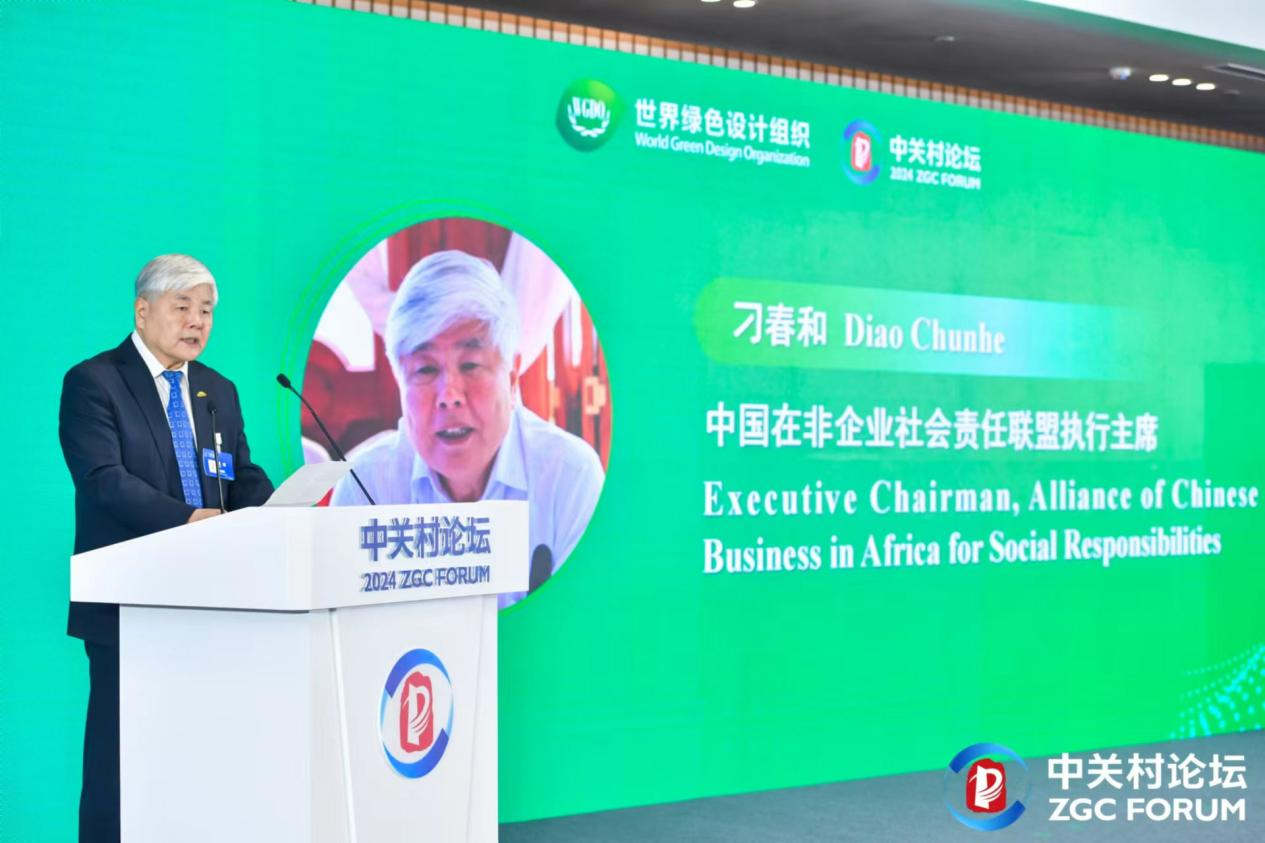 WGDO
世界绿色设计组织
World Green Design Organization
中关村论坛
2024 ZGC FORUM
刁春和 Diao Chunhe
中国在非企业社会责任联盟执行主席
Executive Chairman, Alliance of Chinese
Business in Africa for Social Responsibilities
中关村论坛
2024 ZGC FORUM
中关村论坛
ZGC FORUM